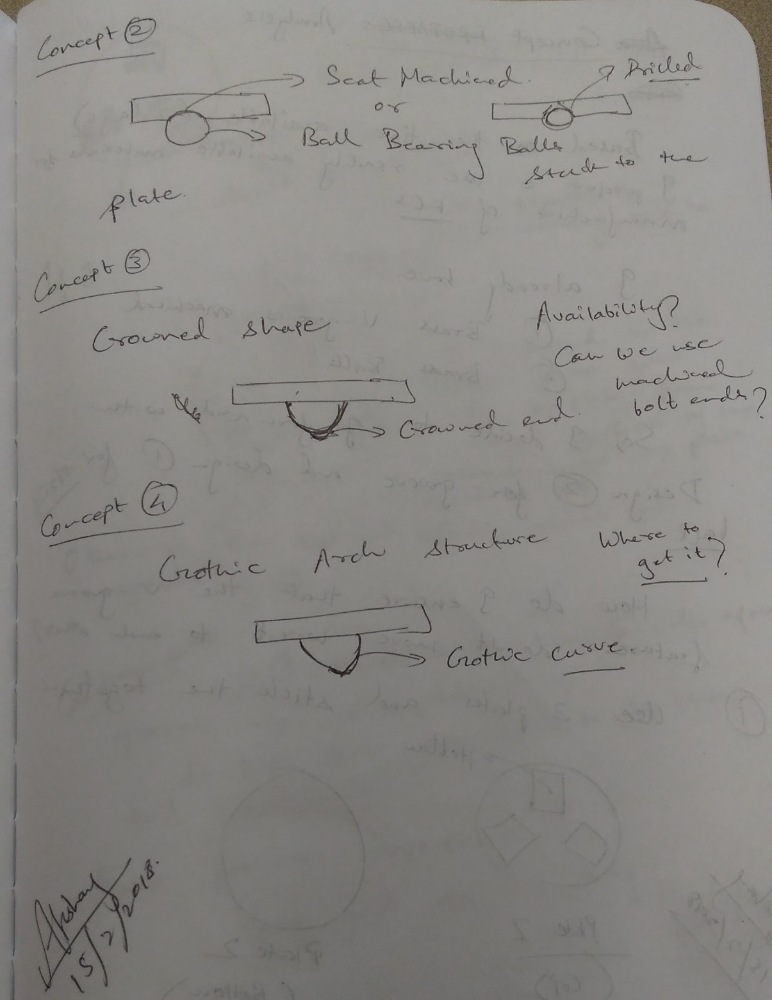 Concept ②
Seat Machined.
or
Drilled
Ball Bearing Balls
stuck to the
plate.
Concept ③
Crowned shape
Availability?
Can we use
machined
bolt ends?
Crowned end.
Concept ④
Gothic Arch Structure
Where to
get it?
Gothic curve.
Akshay
15/2/2018.